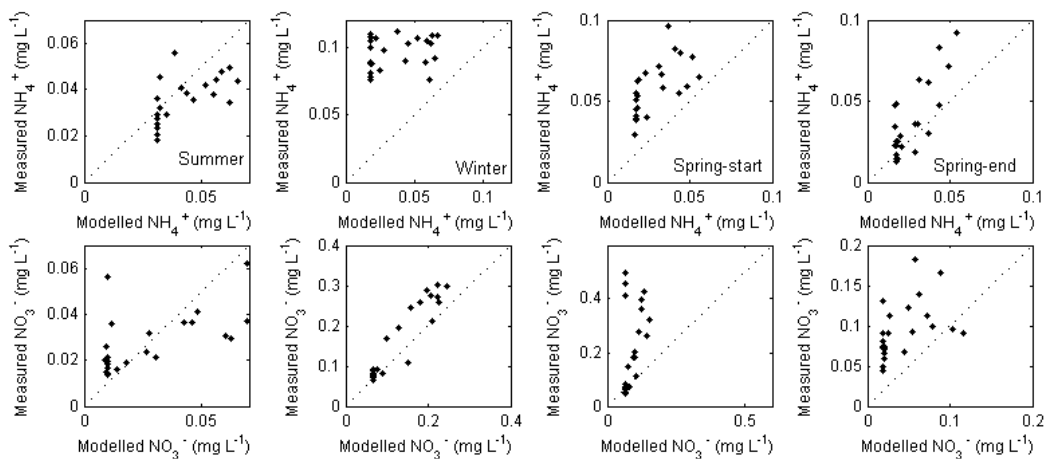 Measured NH4+ (mg L-1)
0.06
0.04
0.02
0
0
0.05
Summer
Modelled NH4+ (mg L-1)
Measured NH4+ (mg L-1)
0.1
0.05
0
0
0.05
0.1
Winter
Modelled NH4+ (mg L-1)
Measured NH4+ (mg L-1)
0.1
0.05
0
0
0.05
0.1
Spring-start
Modelled NH4+ (mg L-1)
Measured NH4+ (mg L-1)
0.1
0.05
0
0
0.05
0.1
Spring-end
Modelled NH4+ (mg L-1)
Measured NO3- (mg L-1)
0.06
0.04
0.02
0
0
0.05
Modelled NO3- (mg L-1)
Measured NO3- (mg L-1)
0.4
0.3
0.2
0.1
0
0
0.2
0.4
Modelled NO3- (mg L-1)
Measured NO3- (mg L-1)
0.4
0.2
0
0
0.5
Modelled NO3- (mg L-1)
Measured NO3- (mg L-1)
0.2
0.15
0.1
0.05
0
0
0.1
0.2
Modelled NO3- (mg L-1)